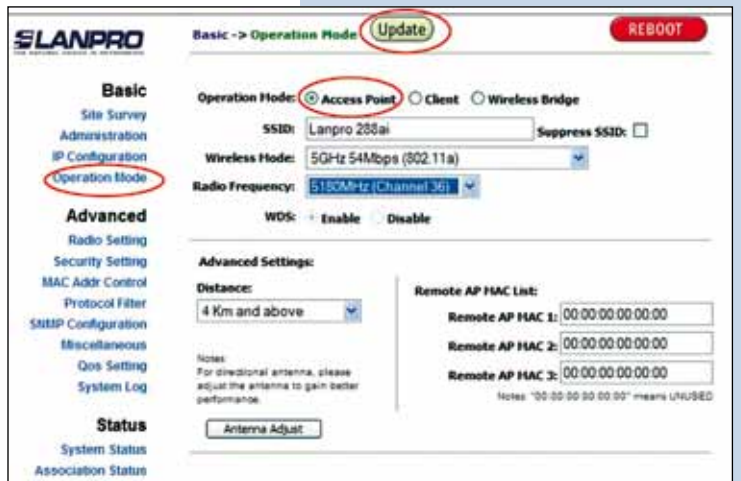 LANPRO
Basic -> Operation Mode
Update
REBOOT
Basic
Site Survey
Administration
IP Configuration
Operation Mode
Advanced
Radio Setting
Security Setting
MAC Addr Control
Protocol Filter
SNMP Configuration
Miscellaneous
Qos Setting
System Log
Status
System Status
Association Status
Operation Mode: Access Point Client Wireless Bridge
SSID: Lanpro 288ai Suppress SSID:
Wireless Mode: 5GHz 54Mbps (802.11a)
Radio Frequency: 5180MHz (Channel 36)
WDS: Enable Disable
Advanced Settings:
Distance:
4 Km and above
Notes:
For directional antenna, please
adjust the antenna to gain better
performance.
Antenna Adjust
Remote AP MAC List:
Remote AP MAC 1: 00:00:00:00:00:00
Remote AP MAC 2: 00:00:00:00:00:00
Remote AP MAC 3: 00:00:00:00:00:00
Notes: "00:00:00:00:00:00" means UNUSED